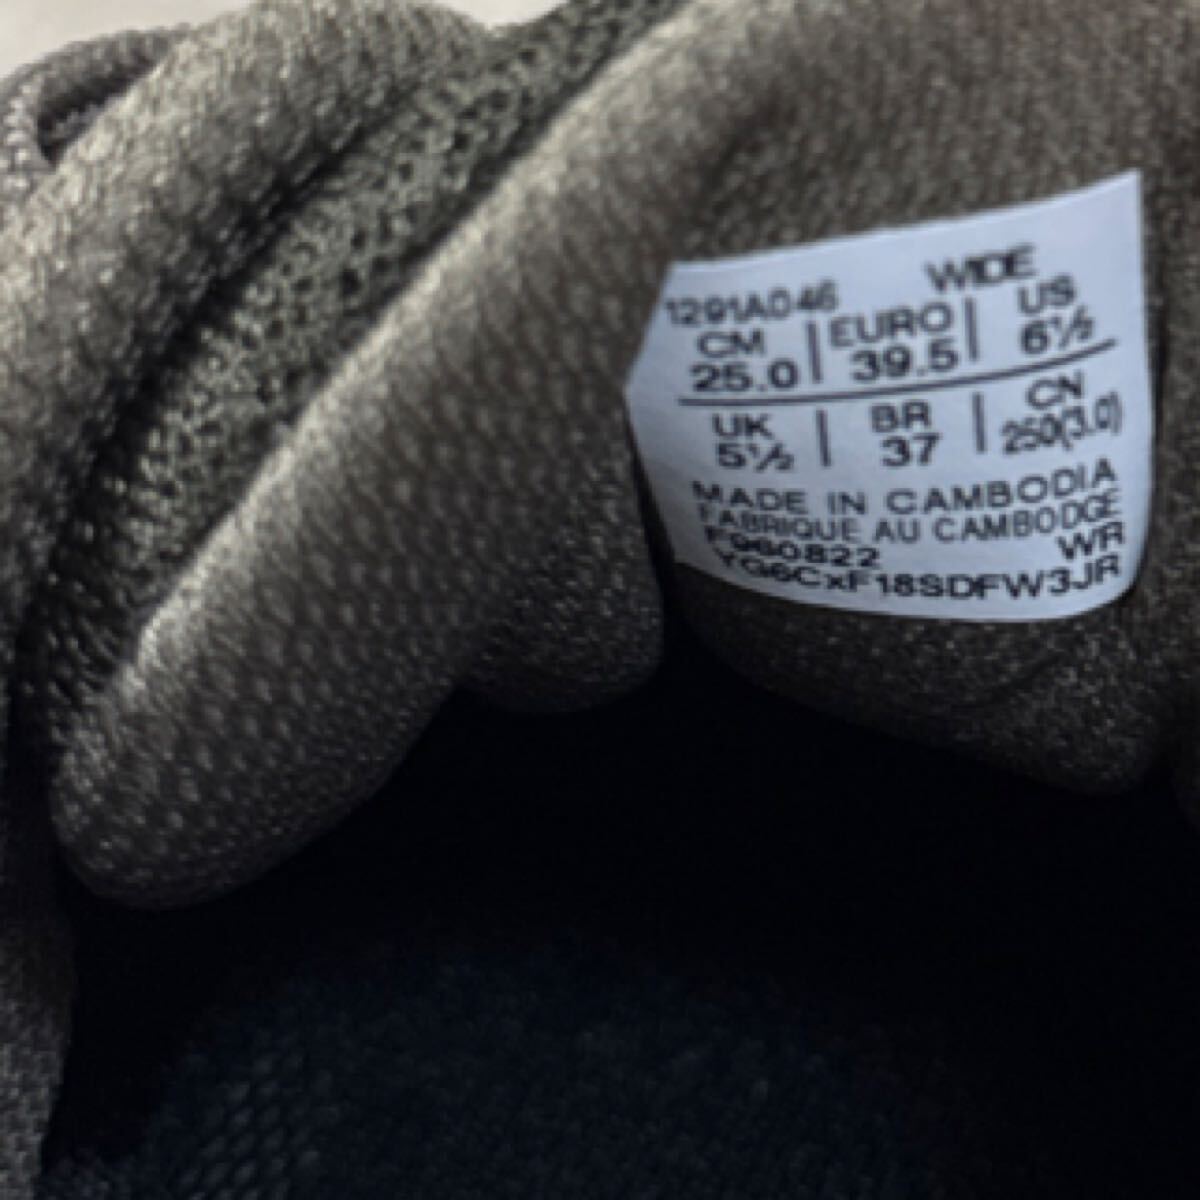 1291A046 WIDE
CM | EURO | US
25.0 | 39.5 | 6½
UK | BR | CN
5½ | 37 | 250(3.0)
MADE IN CAMBODIA
FABRIQUE AU CAMBODGE
F960822 WR
YG6CxF18SDFW3JR